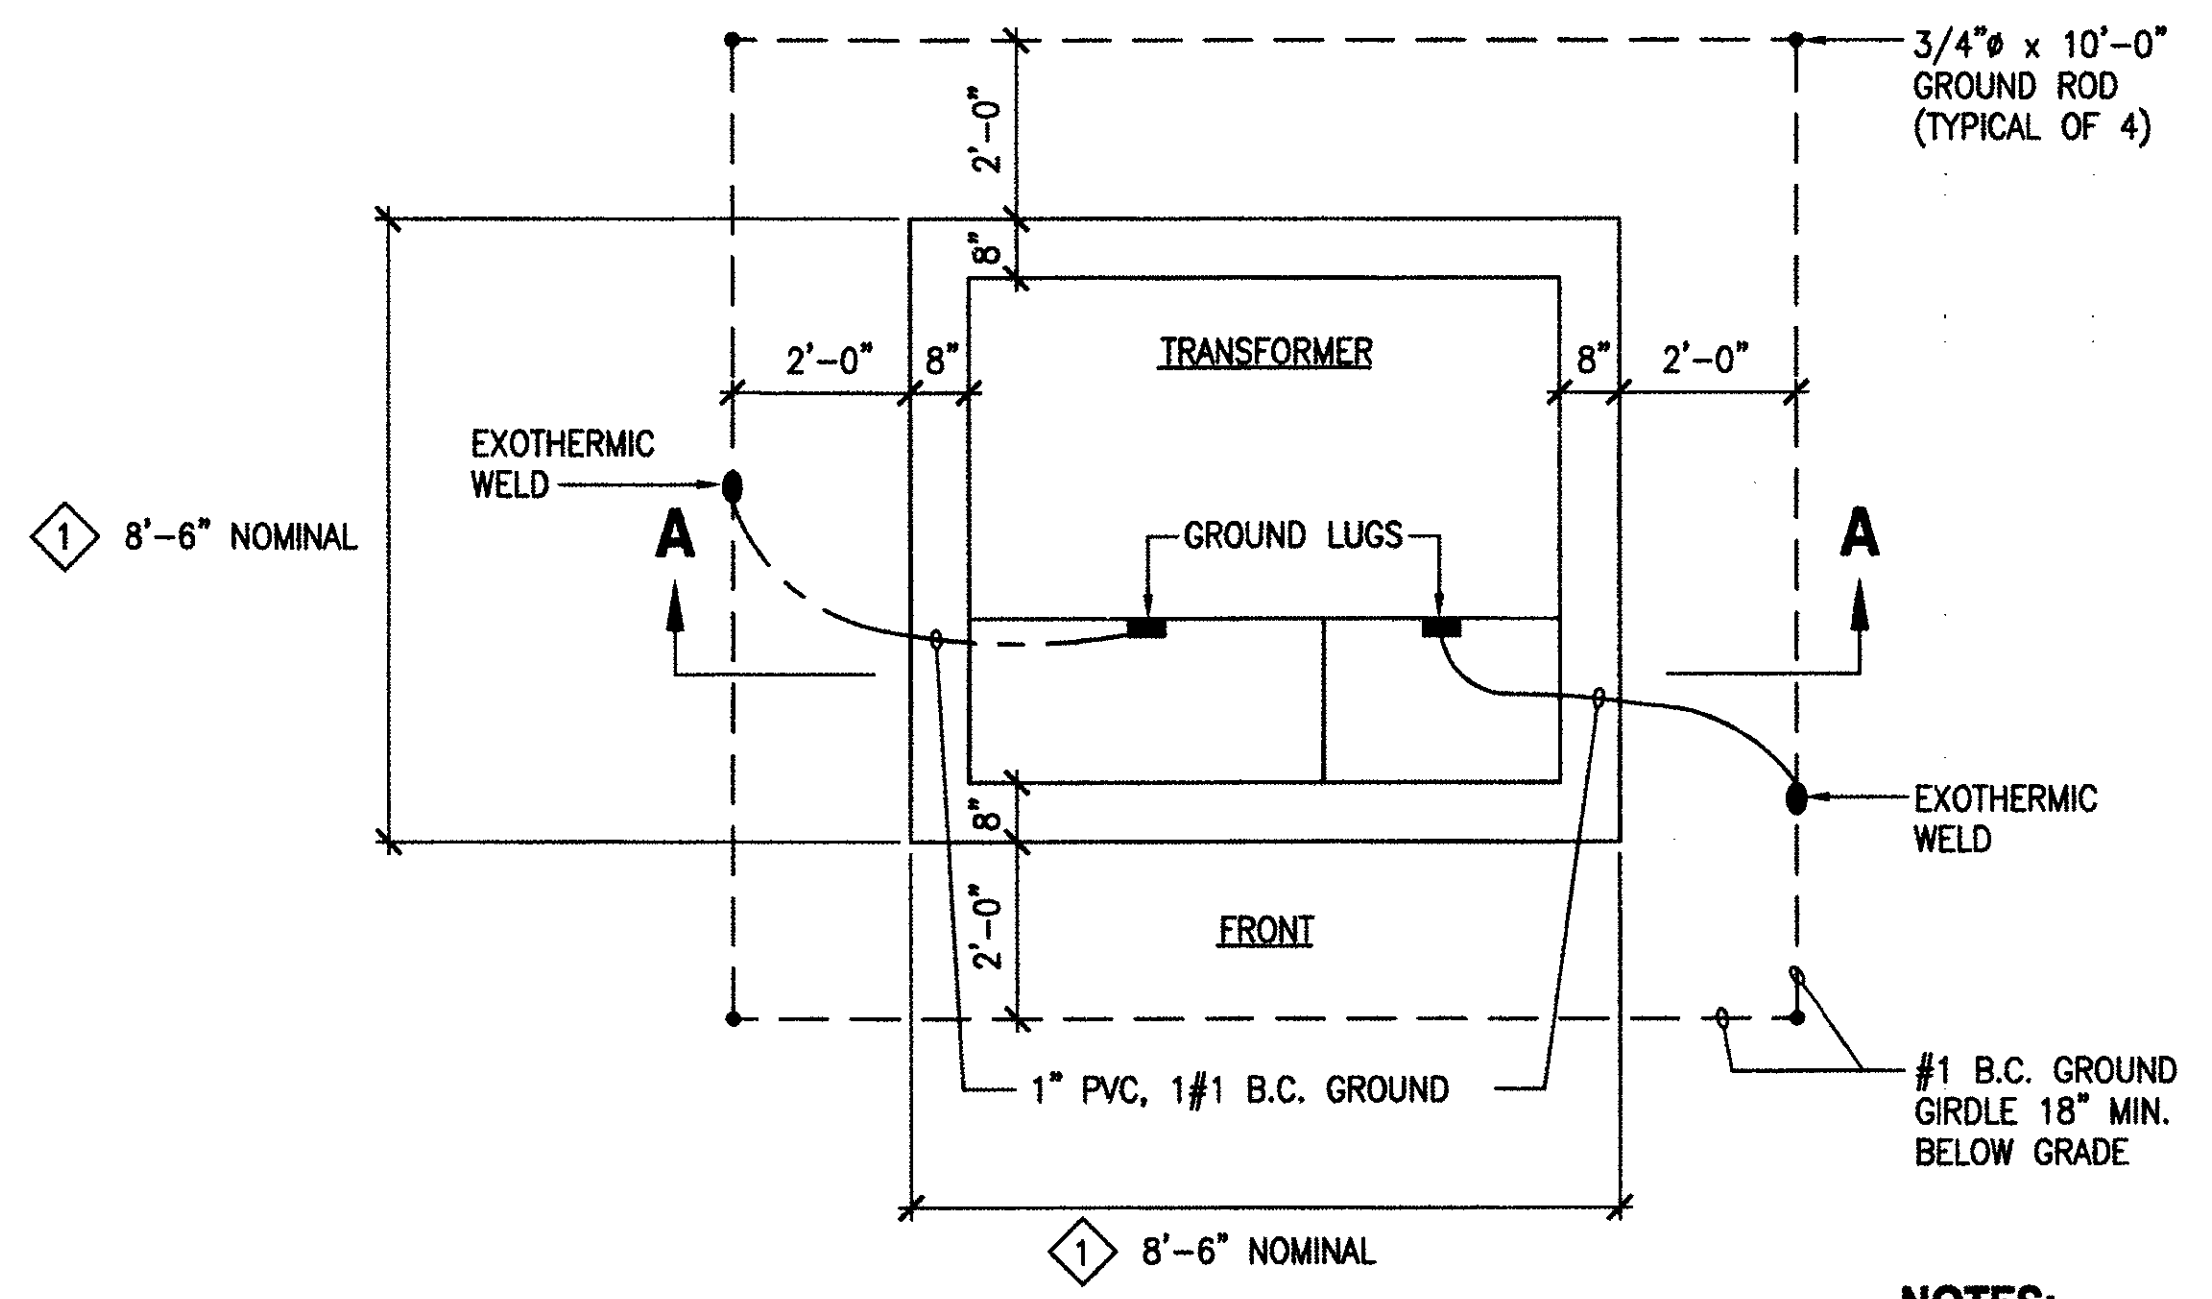 3/4"ø x 10'-0"
GROUND ROD
(TYPICAL OF 4)
2'-0"
8"
TRANSFORMER
2'-0"
8"
8"
2'-0"
EXOTHERMIC
WELD
A
A
1
8'-6" NOMINAL
GROUND LUGS
8"
EXOTHERMIC
WELD
2'-0"
FRONT
1" PVC, 1#1 B.C. GROUND
#1 B.C. GROUND
GIRDLE 18" MIN.
BELOW GRADE
1
8'-6" NOMINAL
NOTES: